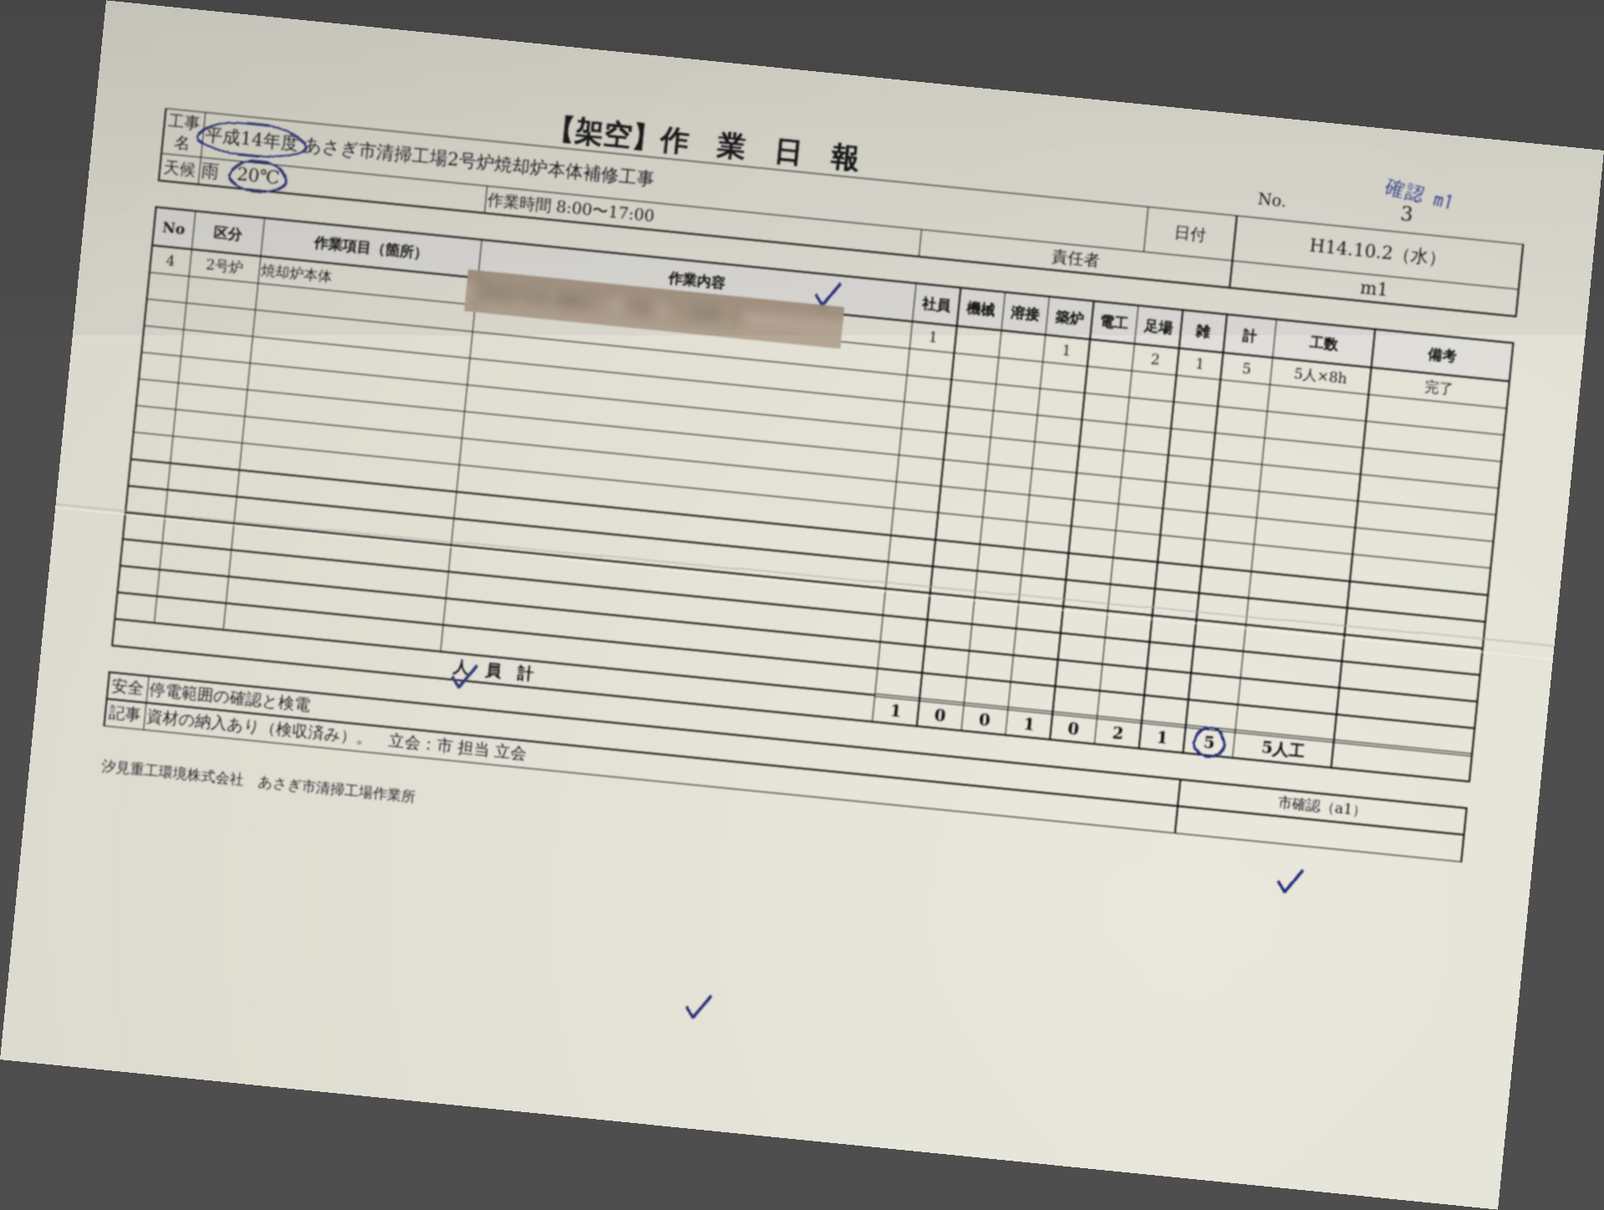 【架空】作 業 日 報
工事名 平成14年度 あさぎ市清掃工場2号炉焼却炉本体補修工事
No. 3
確認 m1
日付 H14.10.2（水）
天候 雨 20℃ 作業時間 8:00〜17:00 責任者 m1
No 区分 作業項目（箇所） 作業内容 社員 機械 溶接 築炉 電工 足場 雑 計 工数 備考
4 2号炉 焼却炉本体 1 1 2 1 5 5人×8h 完了
人 員 計 1 0 0 1 0 2 1 5 5人工
安全 停電範囲の確認と検電
市確認（a1）
記事 資材の納入あり（検収済み）。 立会：市 担当 立会
汐見重工環境株式会社 あさぎ市清掃工場作業所